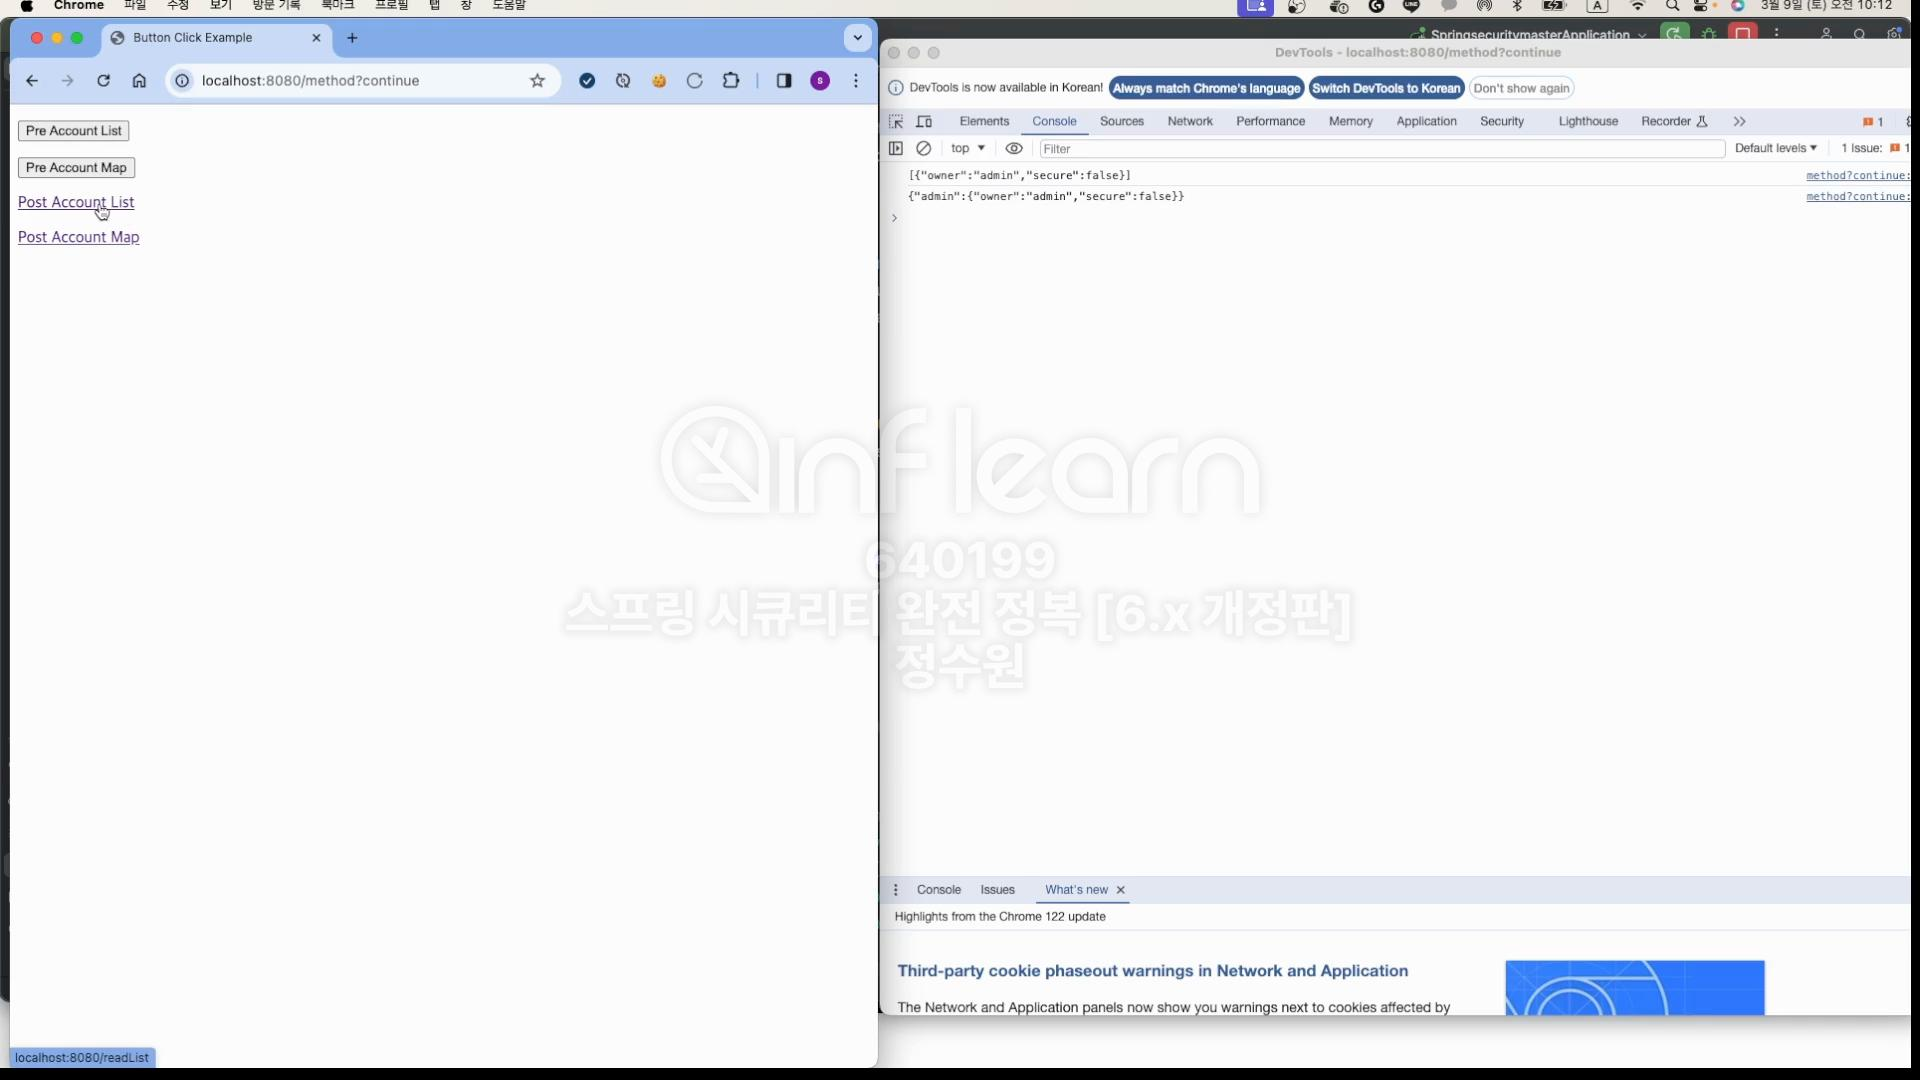 Chrome 파일 수정 보기 방문 기록 북마크 프로필 탭 창 도움말
3월 9일 (토) 오전 10:12
SpringsecuritymasterApplication
Button Click Example
localhost:8080/method?continue
S
Pre Account List
Pre Account Map
Post Account List
Post Account Map
localhost:8080/readList
DevTools - localhost:8080/method?continue
DevTools is now available in Korean! Always match Chrome's language Switch DevTools to Korean Don't show again
Elements Console Sources Network Performance Memory Application Security Lighthouse Recorder 1
top Filter Default levels 1 Issue: 1
[{"owner":"admin","secure":false}] method?continue:
{"admin":{"owner":"admin","secure":false}} method?continue:
inflearn
640199
스프링 시큐리티 완전 정복 [6.x 개정판]
정수원
Console Issues What's new
Highlights from the Chrome 122 update
Third-party cookie phaseout warnings in Network and Application
The Network and Application panels now show you warnings next to cookies affected by